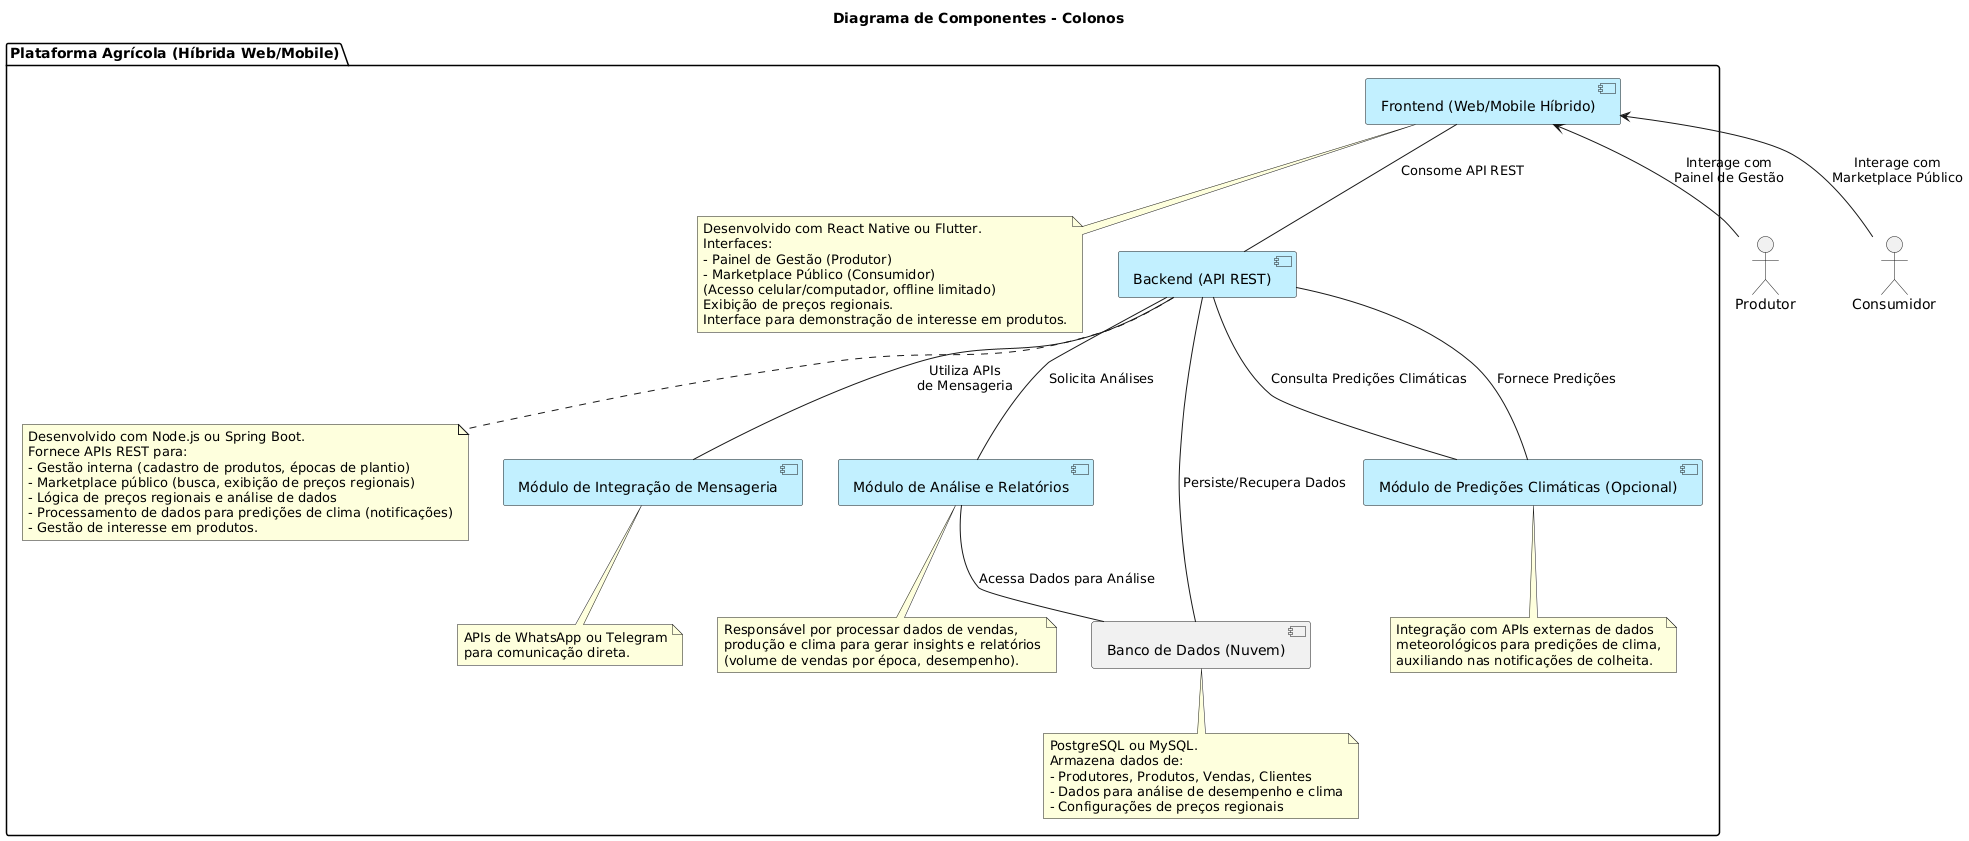 Diagrama de Componentes - Colonos
Plataforma Agrícola (Híbrida Web/Mobile)
Frontend (Web/Mobile Híbrido)
Consome API REST
Interage com
Painel de Gestão
Interage com
Marketplace Público
Desenvolvido com React Native ou Flutter.
Interfaces:
- Painel de Gestão (Produtor)
- Marketplace Público (Consumidor)
(Acesso celular/computador, offline limitado)
Exibição de preços regionais.
Interface para demonstração de interesse em produtos.
Backend (API REST)
Produtor
Consumidor
Utiliza APIs
de Mensageria
Solicita Análises
Consulta Predições Climáticas
Fornece Predições
Desenvolvido com Node.js ou Spring Boot.
Fornece APIs REST para:
- Gestão interna (cadastro de produtos, épocas de plantio)
- Marketplace público (busca, exibição de preços regionais)
- Lógica de preços regionais e análise de dados
- Processamento de dados para predições de clima (notificações)
- Gestão de interesse em produtos.
Módulo de Integração de Mensageria
Módulo de Análise e Relatórios
Persiste/Recupera Dados
Módulo de Predições Climáticas (Opcional)
Acessa Dados para Análise
APIs de WhatsApp ou Telegram
para comunicação direta.
Responsável por processar dados de vendas,
produção e clima para gerar insights e relatórios
(volume de vendas por época, desempenho).
Banco de Dados (Nuvem)
Integração com APIs externas de dados
meteorológicos para predições de clima,
auxiliando nas notificações de colheita.
PostgreSQL ou MySQL.
Armazena dados de:
- Produtores, Produtos, Vendas, Clientes
- Dados para análise de desempenho e clima
- Configurações de preços regionais